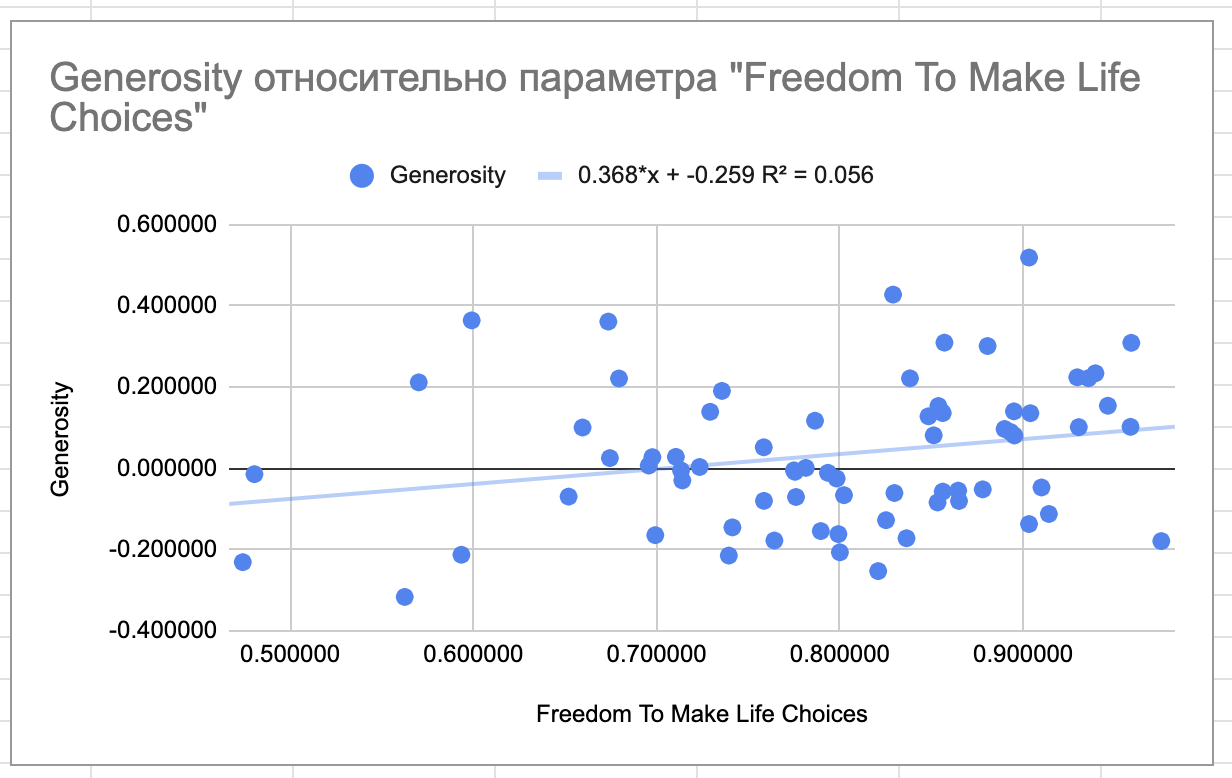 Generosity относительно параметра "Freedom To Make Life
Choices"
Generosity 0.368*x + -0.259 R² = 0.056
0.600000
0.400000
0.200000
0.000000
-0.200000
-0.400000
Generosity
0.500000 0.600000 0.700000 0.800000 0.900000
Freedom To Make Life Choices